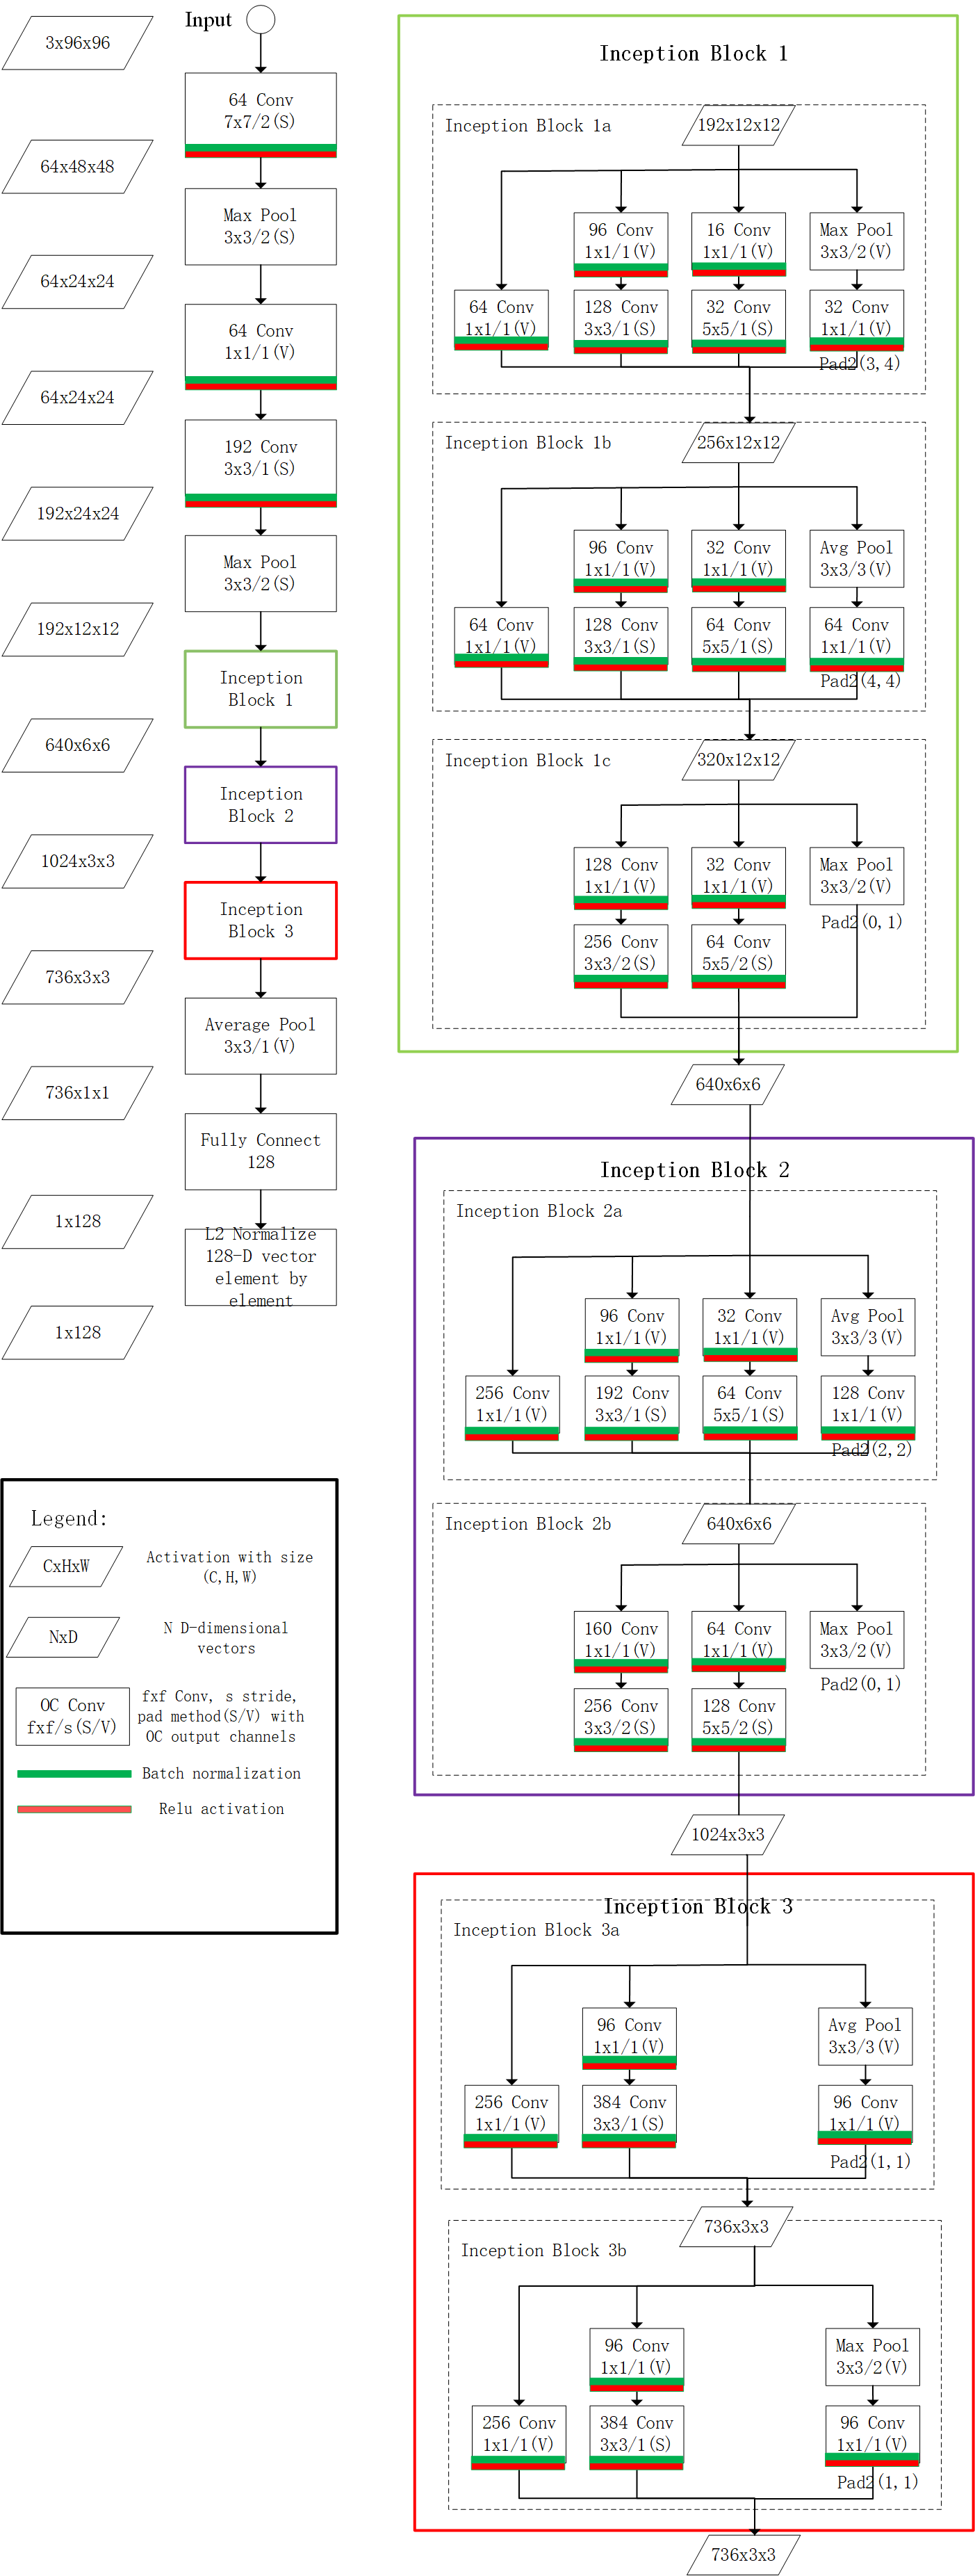 Input
3x96x96
64 Conv
7x7/2(S)
64x48x48
Max Pool
3x3/2(S)
64x24x24
64 Conv
1x1/1(V)
64x24x24
192 Conv
3x3/1(S)
192x24x24
Max Pool
3x3/2(S)
192x12x12
Inception
Block 1
640x6x6
Inception
Block 2
1024x3x3
Inception
Block 3
736x3x3
Average Pool
3x3/1(V)
736x1x1
Fully Connect
128
1x128
L2 Normalize
128-D vector
element by
element
1x128
Legend:
CxHxW
Activation with size
(C,H,W)
NxD
N D-dimensional
vectors
OC Conv
fxf/s(S/V)
fxf Conv, s stride,
pad method(S/V) with
OC output channels
Batch normalization
Relu activation
Inception Block 1
Inception Block 1a
192x12x12
96 Conv
1x1/1(V)
16 Conv
1x1/1(V)
Max Pool
3x3/2(V)
64 Conv
1x1/1(V)
128 Conv
3x3/1(S)
32 Conv
5x5/1(S)
32 Conv
1x1/1(V)
Pad2(3,4)
Inception Block 1b
256x12x12
96 Conv
1x1/1(V)
32 Conv
1x1/1(V)
Avg Pool
3x3/3(V)
64 Conv
1x1/1(V)
128 Conv
3x3/1(S)
64 Conv
5x5/1(S)
64 Conv
1x1/1(V)
Pad2(4,4)
Inception Block 1c
320x12x12
128 Conv
1x1/1(V)
32 Conv
1x1/1(V)
Max Pool
3x3/2(V)
Pad2(0,1)
256 Conv
3x3/2(S)
64 Conv
5x5/2(S)
640x6x6
Inception Block 2
Inception Block 2a
96 Conv
1x1/1(V)
32 Conv
1x1/1(V)
Avg Pool
3x3/3(V)
256 Conv
1x1/1(V)
192 Conv
3x3/1(S)
64 Conv
5x5/1(S)
128 Conv
1x1/1(V)
Pad2(2,2)
Inception Block 2b
640x6x6
160 Conv
1x1/1(V)
64 Conv
1x1/1(V)
Max Pool
3x3/2(V)
Pad2(0,1)
256 Conv
3x3/2(S)
128 Conv
5x5/2(S)
1024x3x3
Inception Block 3
Inception Block 3a
96 Conv
1x1/1(V)
Avg Pool
3x3/3(V)
256 Conv
1x1/1(V)
384 Conv
3x3/1(S)
96 Conv
1x1/1(V)
Pad2(1,1)
736x3x3
Inception Block 3b
96 Conv
1x1/1(V)
Max Pool
3x3/2(V)
256 Conv
1x1/1(V)
384 Conv
3x3/1(S)
96 Conv
1x1/1(V)
Pad2(1,1)
736x3x3